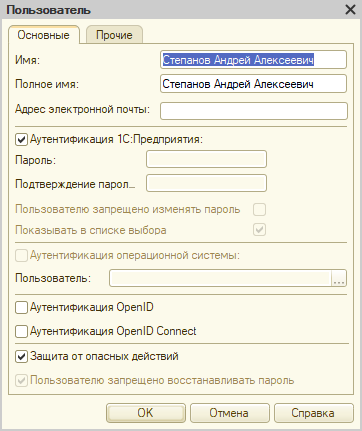 Пользователь
Основные
Прочие
Имя: Степанов Андрей Алексеевич
Полное имя: Степанов Андрей Алексеевич
Адрес электронной почты:
Аутентификация 1С:Предприятия:
Пароль:
Подтверждение парол...
Пользователю запрещено изменять пароль
Показывать в списке выбора
Аутентификация операционной системы:
Пользователь: ...
Аутентификация OpenID
Аутентификация OpenID Connect
Защита от опасных действий
Пользователю запрещено восстанавливать пароль
OK Отмена Справка